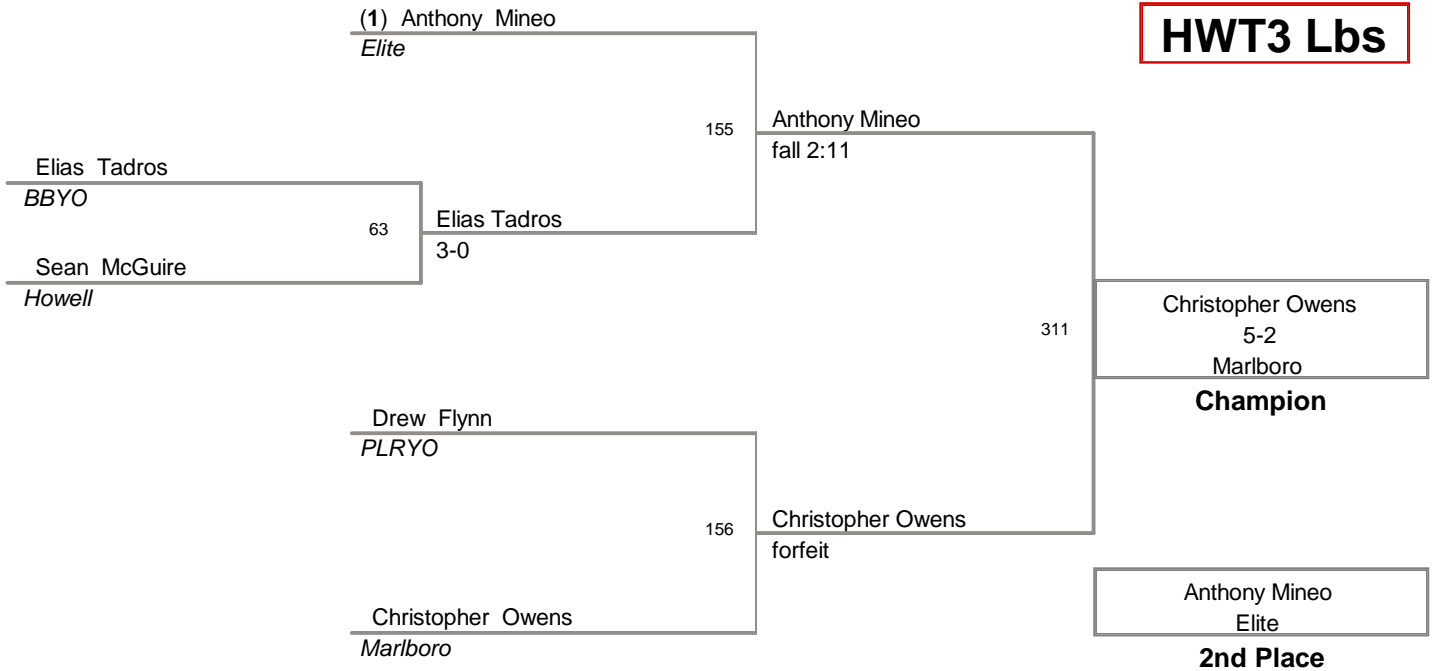 (1) Anthony Mineo
Elite
HWT3 Lbs
155
Anthony Mineo
fall 2:11
Elias Tadros
BBYO
63
Elias Tadros
3-0
Sean McGuire
Howell
311
Christopher Owens
5-2
Marlboro
Champion
Drew Flynn
PLRYO
156
Christopher Owens
forfeit
Christopher Owens
Marlboro
Anthony Mineo
Elite
2nd Place